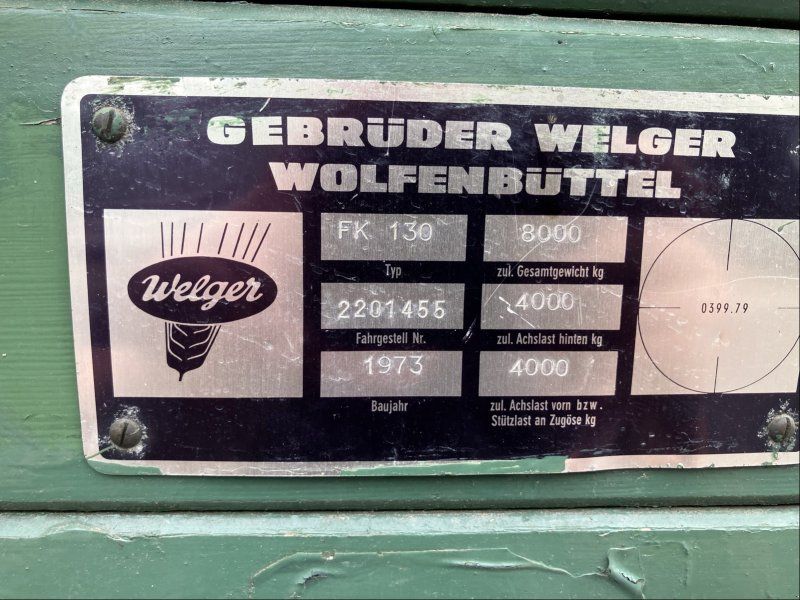 GEBRÜDER WELGER
WOLFENBÜTTEL
Welger
FK 130
Typ
2201455
Fahrgestell Nr.
1973
Baujahr
8000
zul. Gesamtgewicht kg
4000
zul. Achslast hinten kg
4000
zul. Achslast vorn bzw.
Stützlast an Zugöse kg
0399.79